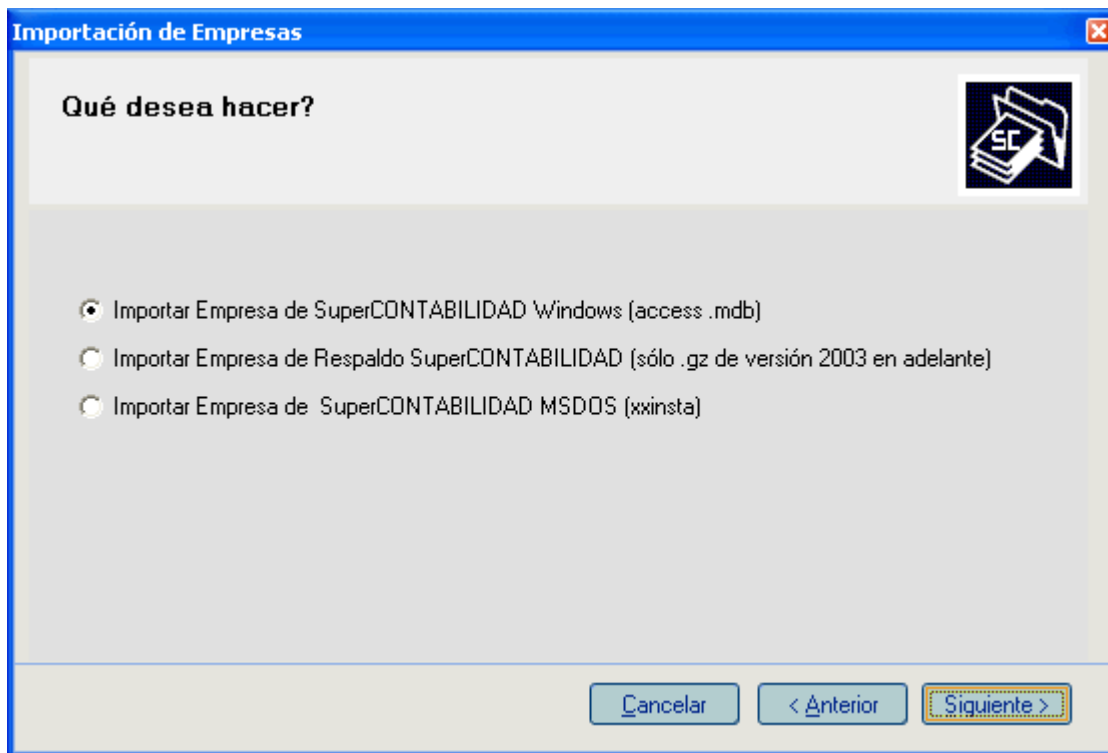 Importación de Empresas
Qué desea hacer?
SC
Importar Empresa de SuperCONTABILIDAD Windows (access .mdb)
Importar Empresa de Respaldo SuperCONTABILIDAD (sólo .gz de versión 2003 en adelante)
Importar Empresa de  SuperCONTABILIDAD MSDOS (xxinsta)
Cancelar
< Anterior
Siguiente >